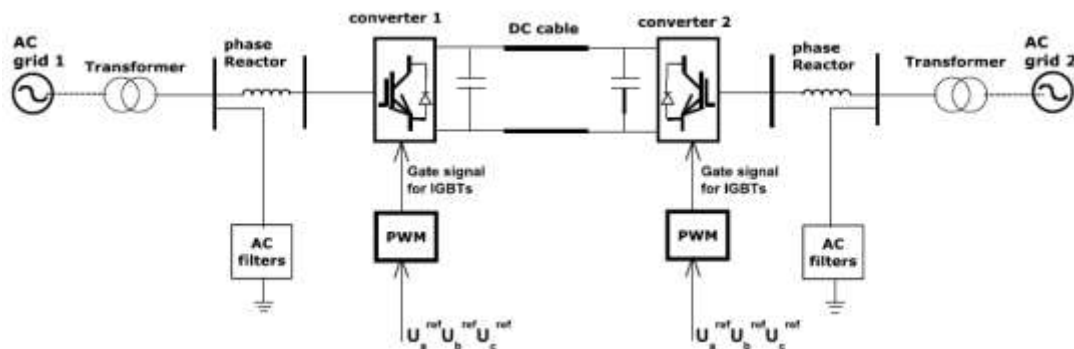 converter 1
DC cable
converter 2
AC
grid 1
Transformer
phase
Reactor
phase
Reactor
Transformer
AC
grid 2
Gate signal
for IGBTs
Gate signal
for IGBTs
AC
filters
PWM
PWM
AC
filters
U_a^ref U_b^ref U_c^ref
U_a^ref U_b^ref U_c^ref